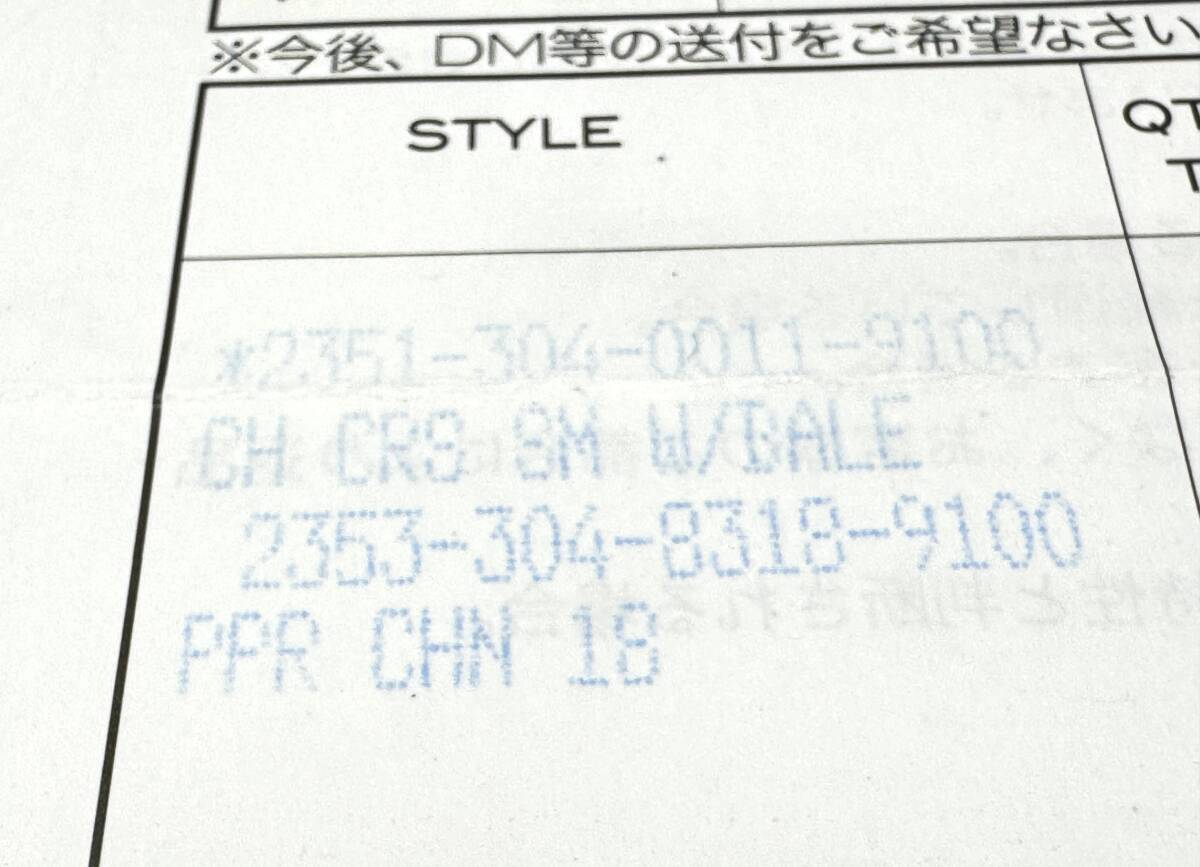 ※今後、DM等の送付をご希望なさい
STYLE
QT
T
*2351-304-0011-9100
CH CRS SM W/BALE
2353-304-8318-9100
PPR CHN 18